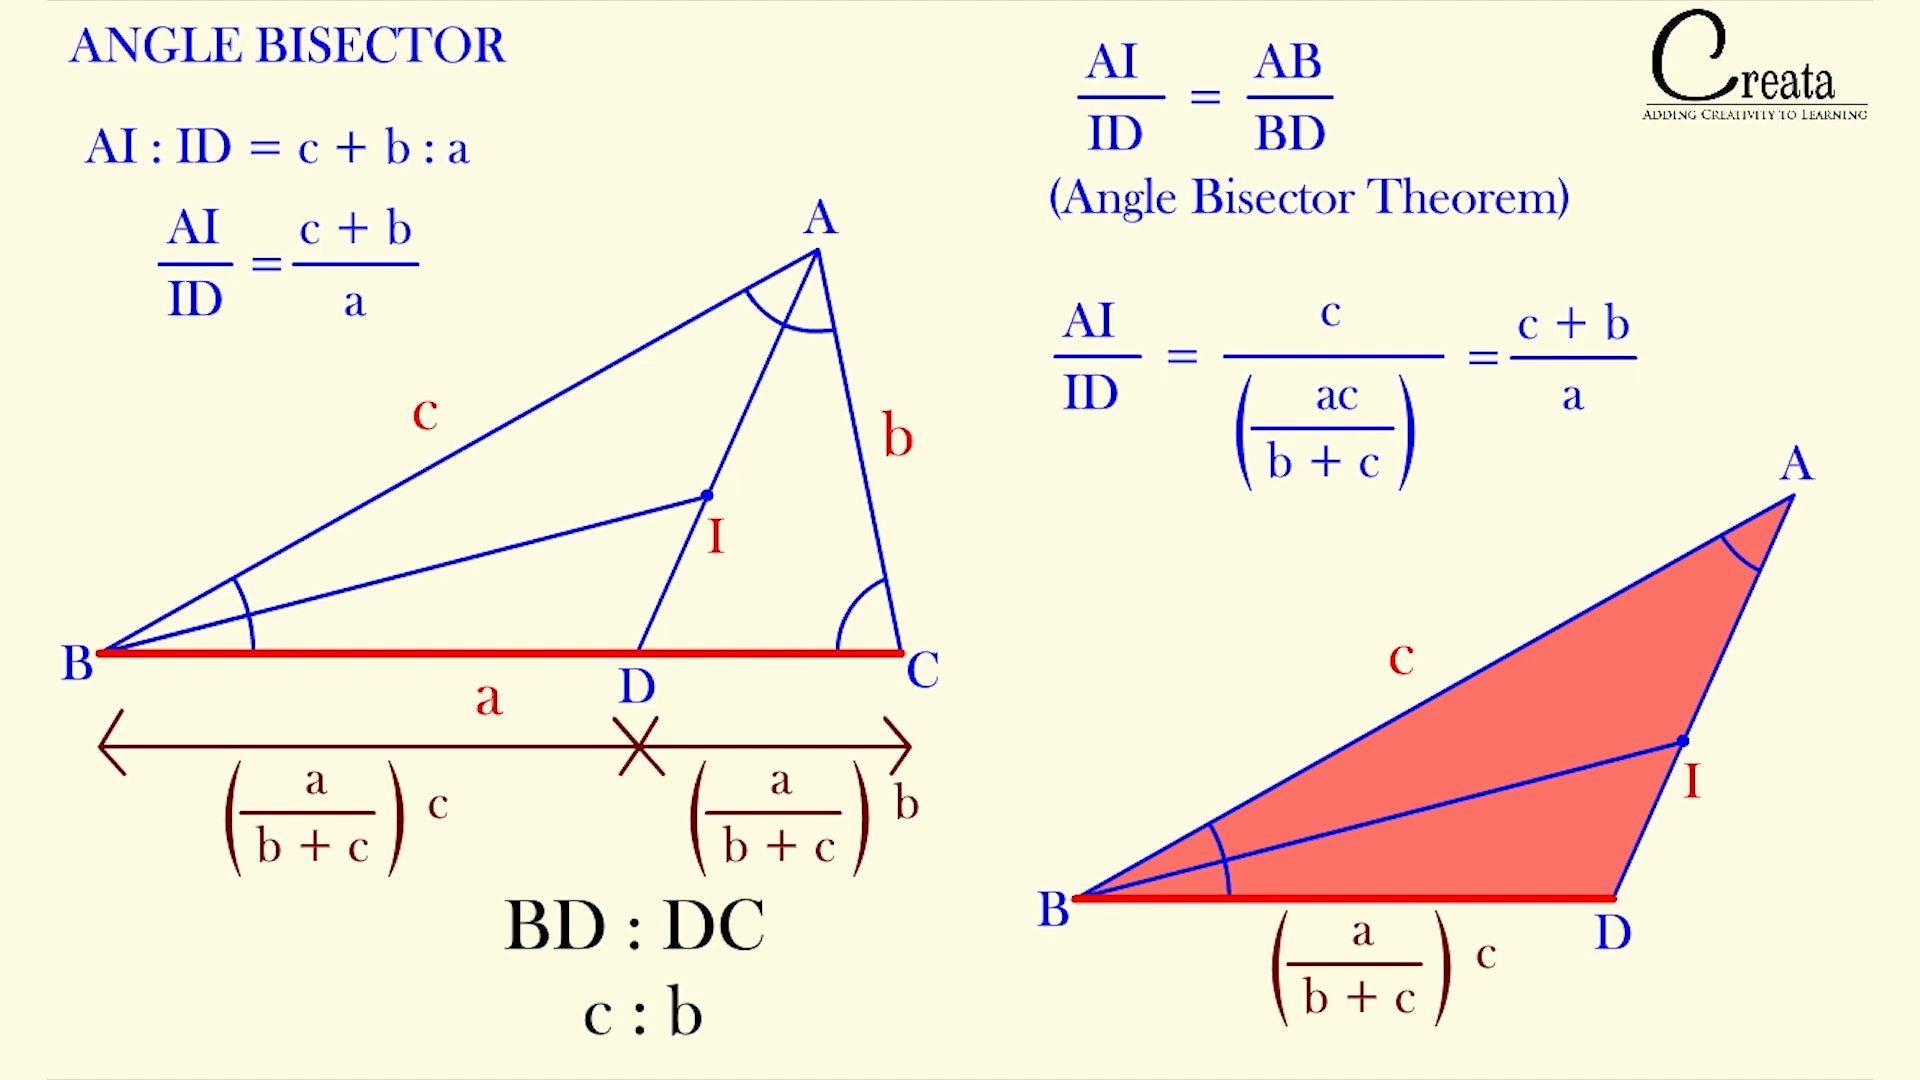 ANGLE BISECTOR
AI : ID = c + b : a
AI
ID
=
c + b
a
A
c
b
I
B
a
D
C
(a / b + c) c
(a / b + c) b
BD : DC
c : b
AI
ID
=
AB
BD
(Angle Bisector Theorem)
AI
ID
=
c
(ac / b + c)
=
c + b
a
A
c
I
B
D
(a / b + c) c
Creata
ADDING CREATIVITY TO LEARNING